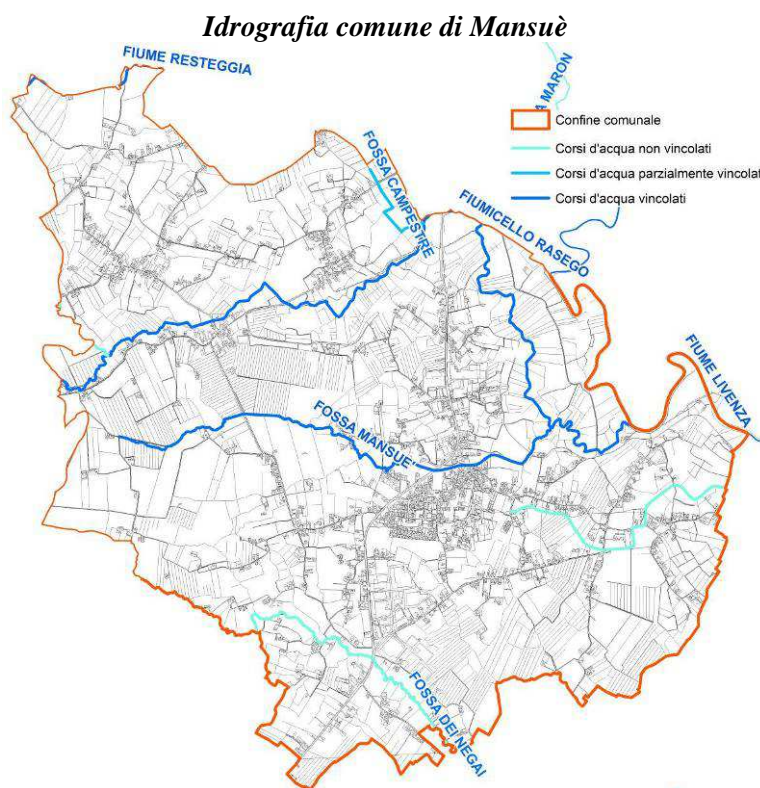 Idrografia comune di Mansuè
FIUME RESTEGGIA
A MARON
Confine comunale
Corsi d'acqua non vincolati
Corsi d'acqua parzialmente vincolat
Corsi d'acqua vincolati
FOSSA CAMPESTRE
FIUMICELLO RASEGO
FIUME LIVENZA
FOSSA MANSUE'
FOSSA DEI NEGAI